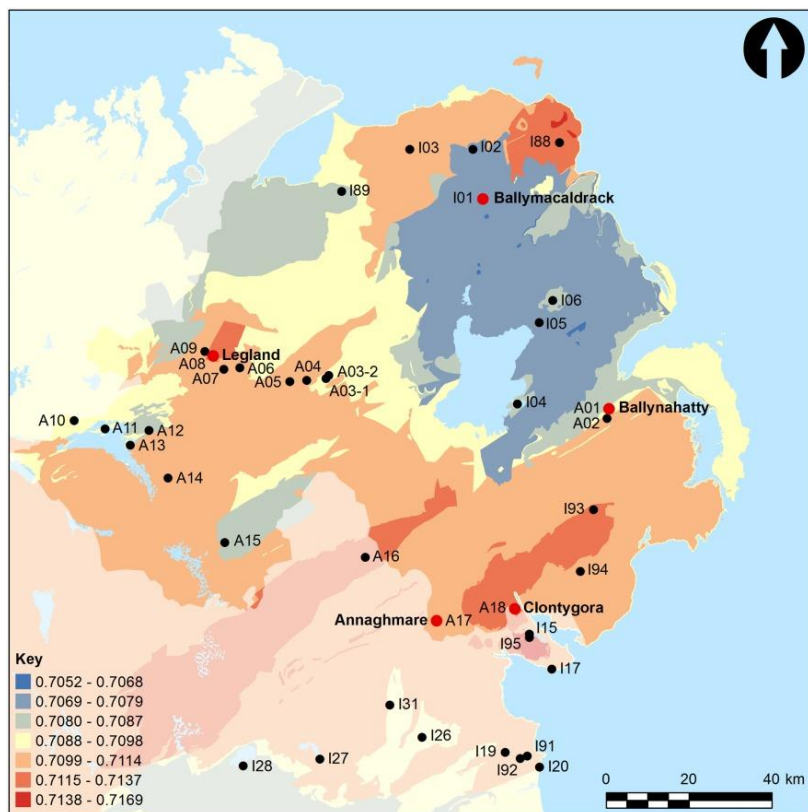 I03
I02
I88
I89
I01 Ballymacaldrack
I06
I05
A09
A08 Legland
A07
A06
A05
A04
A03-2
A03-1
I04
A01 Ballynahatty
A02
A10
A11
A12
A13
A14
I93
A15
A16
I94
Annaghmare A17
A18 Clontygora
I15
I95
I17
I31
I26
I19
I91
I92
I20
I27
I28
Key
0.7052 - 0.7068
0.7069 - 0.7079
0.7080 - 0.7087
0.7088 - 0.7098
0.7099 - 0.7114
0.7115 - 0.7137
0.7138 - 0.7169
0 20 40 km